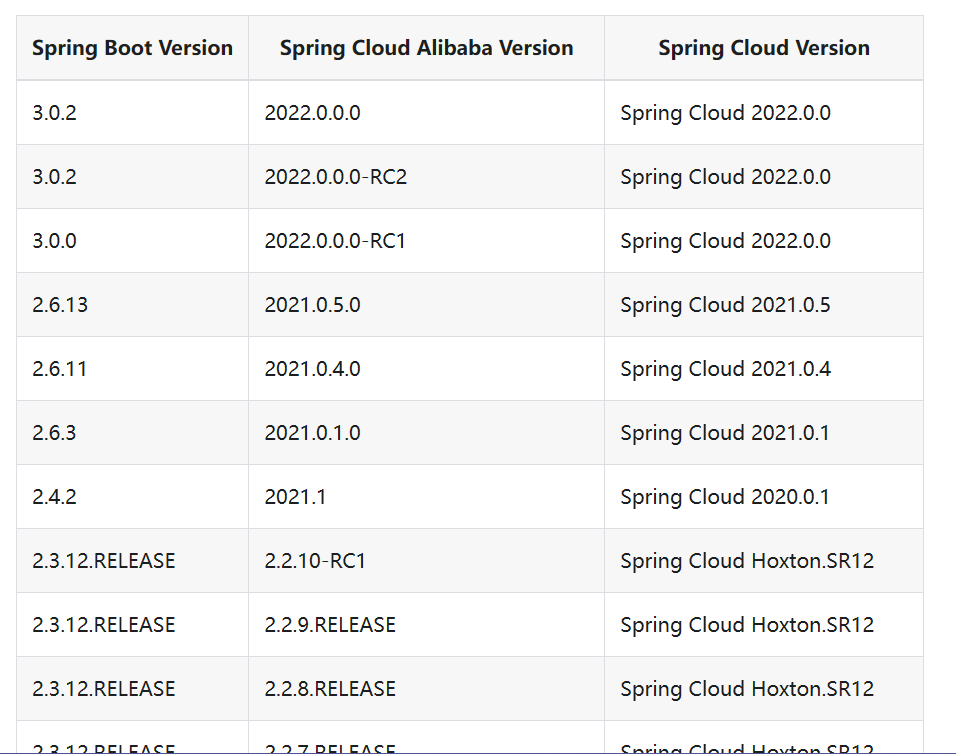 Spring Boot Version Spring Cloud Alibaba Version Spring Cloud Version
3.0.2 2022.0.0.0 Spring Cloud 2022.0.0
3.0.2 2022.0.0.0-RC2 Spring Cloud 2022.0.0
3.0.0 2022.0.0.0-RC1 Spring Cloud 2022.0.0
2.6.13 2021.0.5.0 Spring Cloud 2021.0.5
2.6.11 2021.0.4.0 Spring Cloud 2021.0.4
2.6.3 2021.0.1.0 Spring Cloud 2021.0.1
2.4.2 2021.1 Spring Cloud 2020.0.1
2.3.12.RELEASE 2.2.10-RC1 Spring Cloud Hoxton.SR12
2.3.12.RELEASE 2.2.9.RELEASE Spring Cloud Hoxton.SR12
2.3.12.RELEASE 2.2.8.RELEASE Spring Cloud Hoxton.SR12
2.3.12.RELEASE 2.2.7.RELEASE Spring Cloud Hoxton.SR12